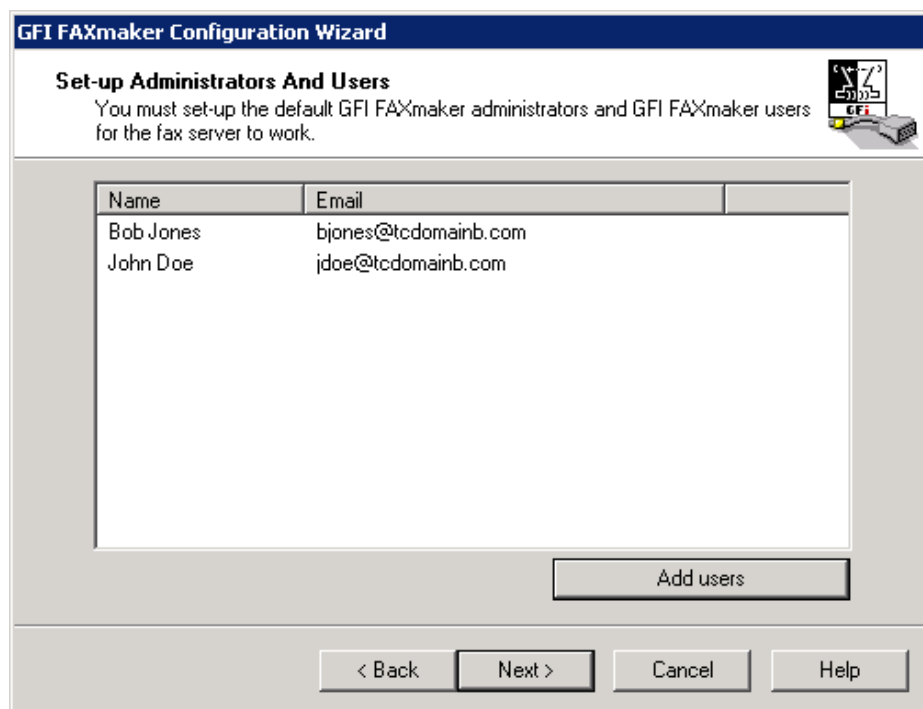 GFI FAXmaker Configuration Wizard
Set-up Administrators And Users
You must set-up the default GFI FAXmaker administrators and GFI FAXmaker users
for the fax server to work.
GFi
Name Email
Bob Jones bjones@tcdomainb.com
John Doe jdoe@tcdomainb.com
Add users
< Back Next > Cancel Help